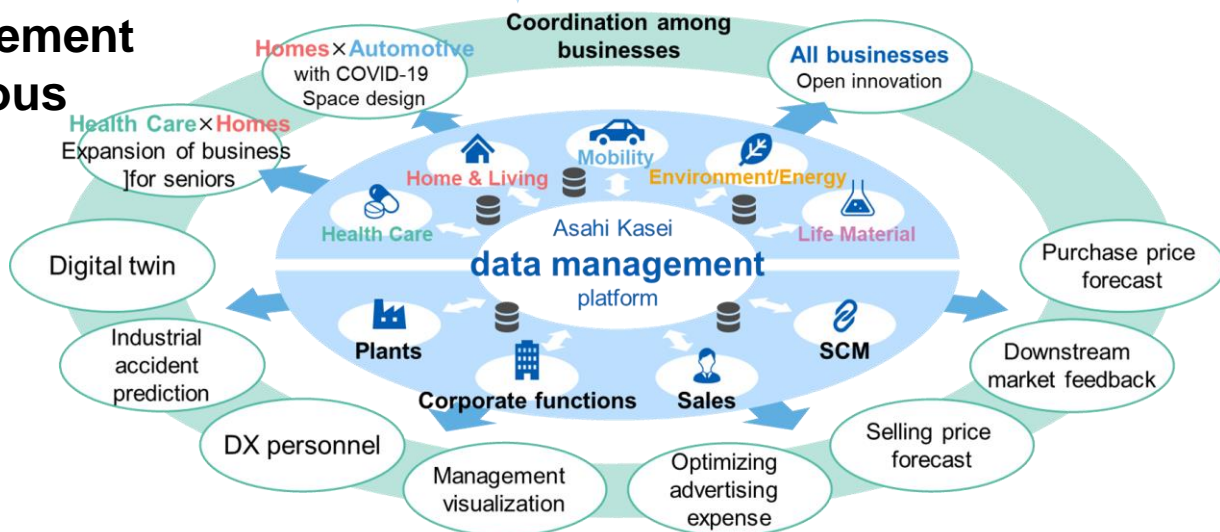 ement
ous
Coordination among
businesses
Homes×Automotive
with COVID-19
Space design
All businesses
Open innovation
Health Care×Homes
Expansion of business
]for seniors
Home & Living
Mobility
Environment/Energy
Health Care
Life Material
Asahi Kasei
data management
platform
Digital twin
Purchase price
forecast
Plants
SCM
Industrial
accident
prediction
Downstream
market feedback
Corporate functions
Sales
DX personnel
Selling price
forecast
Management
visualization
Optimizing
advertising
expense